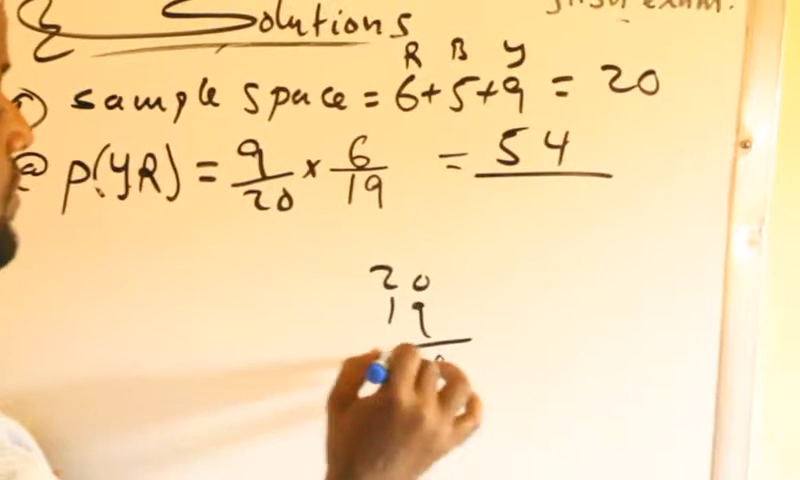 Solutions
R B Y
sample space = 6+5+9 = 20
@ P(YR) = 9/20 × 6/19 = 54
20
19